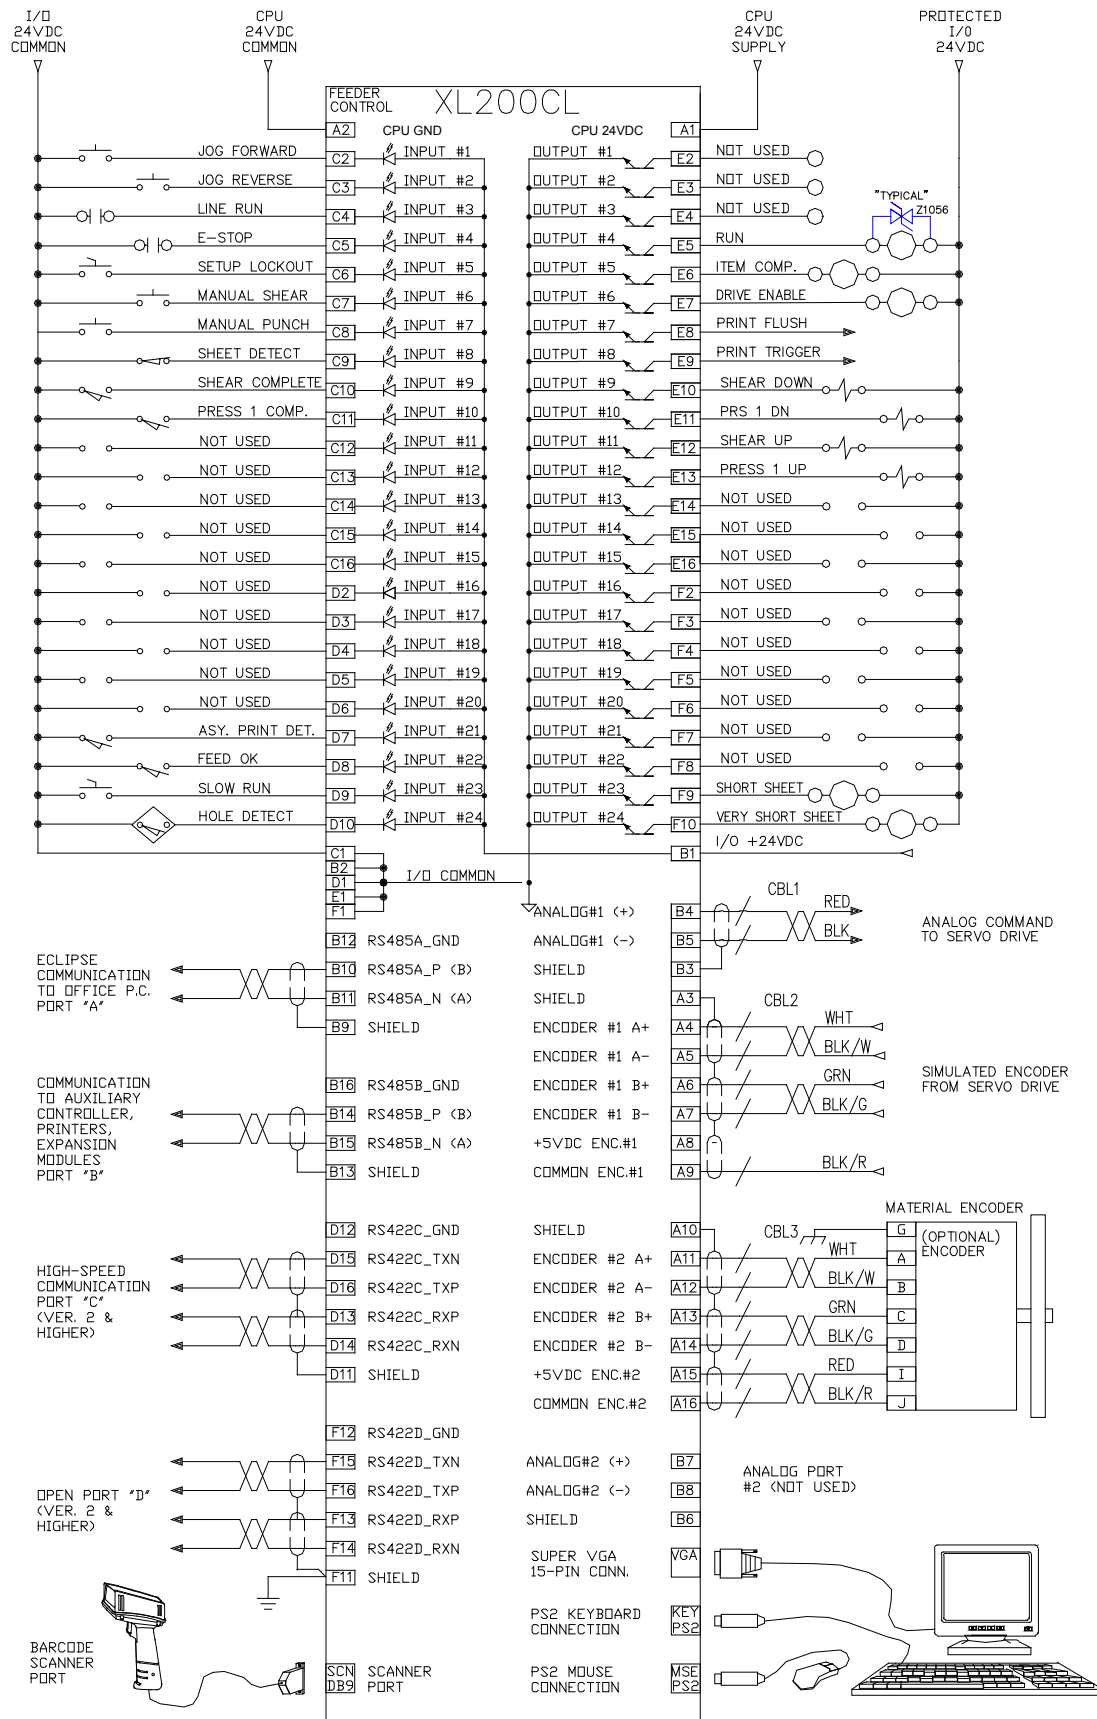 I/O
24VDC
COMMON
CPU
24VDC
COMMON
CPU
24VDC
SUPPLY
PROTECTED
I/O
24VDC
FEEDER
CONTROL
XL200CL
A2 CPU GND CPU 24VDC A1
JOG FORWARD C2 INPUT #1 OUTPUT #1 E2 NOT USED
JOG REVERSE C3 INPUT #2 OUTPUT #2 E3 NOT USED
LINE RUN C4 INPUT #3 OUTPUT #3 E4 NOT USED
"TYPICAL"
Z1056
E-STOP C5 INPUT #4 OUTPUT #4 E5 RUN
SETUP LOCKOUT C6 INPUT #5 OUTPUT #5 E6 ITEM COMP.
MANUAL SHEAR C7 INPUT #6 OUTPUT #6 E7 DRIVE ENABLE
MANUAL PUNCH C8 INPUT #7 OUTPUT #7 E8 PRINT FLUSH
SHEET DETECT C9 INPUT #8 OUTPUT #8 E9 PRINT TRIGGER
SHEAR COMPLETE C10 INPUT #9 OUTPUT #9 E10 SHEAR DOWN
PRESS 1 COMP. C11 INPUT #10 OUTPUT #10 E11 PRS 1 DN
NOT USED C12 INPUT #11 OUTPUT #11 E12 SHEAR UP
NOT USED C13 INPUT #12 OUTPUT #12 E13 PRESS 1 UP
NOT USED C14 INPUT #13 OUTPUT #13 E14 NOT USED
NOT USED C15 INPUT #14 OUTPUT #14 E15 NOT USED
NOT USED C16 INPUT #15 OUTPUT #15 E16 NOT USED
NOT USED D2 INPUT #16 OUTPUT #16 F2 NOT USED
NOT USED D3 INPUT #17 OUTPUT #17 F3 NOT USED
NOT USED D4 INPUT #18 OUTPUT #18 F4 NOT USED
NOT USED D5 INPUT #19 OUTPUT #19 F5 NOT USED
NOT USED D6 INPUT #20 OUTPUT #20 F6 NOT USED
ASY. PRINT DET. D7 INPUT #21 OUTPUT #21 F7 NOT USED
FEED OK D8 INPUT #22 OUTPUT #22 F8 NOT USED
SLOW RUN D9 INPUT #23 OUTPUT #23 F9 SHORT SHEET
HOLE DETECT D10 INPUT #24 OUTPUT #24 F10 VERY SHORT SHEET
C1 B1 I/O +24VDC
B2
D1 I/O COMMON
E1
F1
ANALOG#1 (+) B4 CBL1 RED
ANALOG#1 (-) B5 BLK
SHIELD B3
ANALOG COMMAND
TO SERVO DRIVE
B12 RS485A_GND
ECLIPSE
COMMUNICATION
TO OFFICE P.C.
PORT "A"
B10 RS485A_P (B)
B11 RS485A_N (A)
B9 SHIELD
SHIELD A3 CBL2
ENCODER #1 A+ A4 WHT
ENCODER #1 A- A5 BLK/W
ENCODER #1 B+ A6 GRN
ENCODER #1 B- A7 BLK/G
+5VDC ENC.#1 A8
COMMON ENC.#1 A9 BLK/R
SIMULATED ENCODER
FROM SERVO DRIVE
COMMUNICATION
TO AUXILIARY
CONTROLLER,
PRINTERS,
EXPANSION
MODULES
PORT "B"
B16 RS485B_GND
B14 RS485B_P (B)
B15 RS485B_N (A)
B13 SHIELD
MATERIAL ENCODER
(OPTIONAL)
ENCODER
SHIELD A10 CBL3 G
ENCODER #2 A+ A11 WHT A
ENCODER #2 A- A12 BLK/W B
ENCODER #2 B+ A13 GRN C
ENCODER #2 B- A14 BLK/G D
+5VDC ENC.#2 A15 RED I
COMMON ENC.#2 A16 BLK/R J
D12 RS422C_GND
D15 RS422C_TXN
D16 RS422C_TXP
D13 RS422C_RXP
D14 RS422C_RXN
D11 SHIELD
HIGH-SPEED
COMMUNICATION
PORT "C"
(VER. 2 &
HIGHER)
F12 RS422D_GND
F15 RS422D_TXN
F16 RS422D_TXP
F13 RS422D_RXP
F14 RS422D_RXN
F11 SHIELD
OPEN PORT "D"
(VER. 2 &
HIGHER)
ANALOG#2 (+) B7
ANALOG#2 (-) B8
SHIELD B6
ANALOG PORT
#2 (NOT USED)
SUPER VGA
15-PIN CONN.
VGA
PS2 KEYBOARD
CONNECTION
KEY
PS2
BARCODE
SCANNER
PORT
SCN
DB9
SCANNER
PORT
PS2 MOUSE
CONNECTION
MSE
PS2